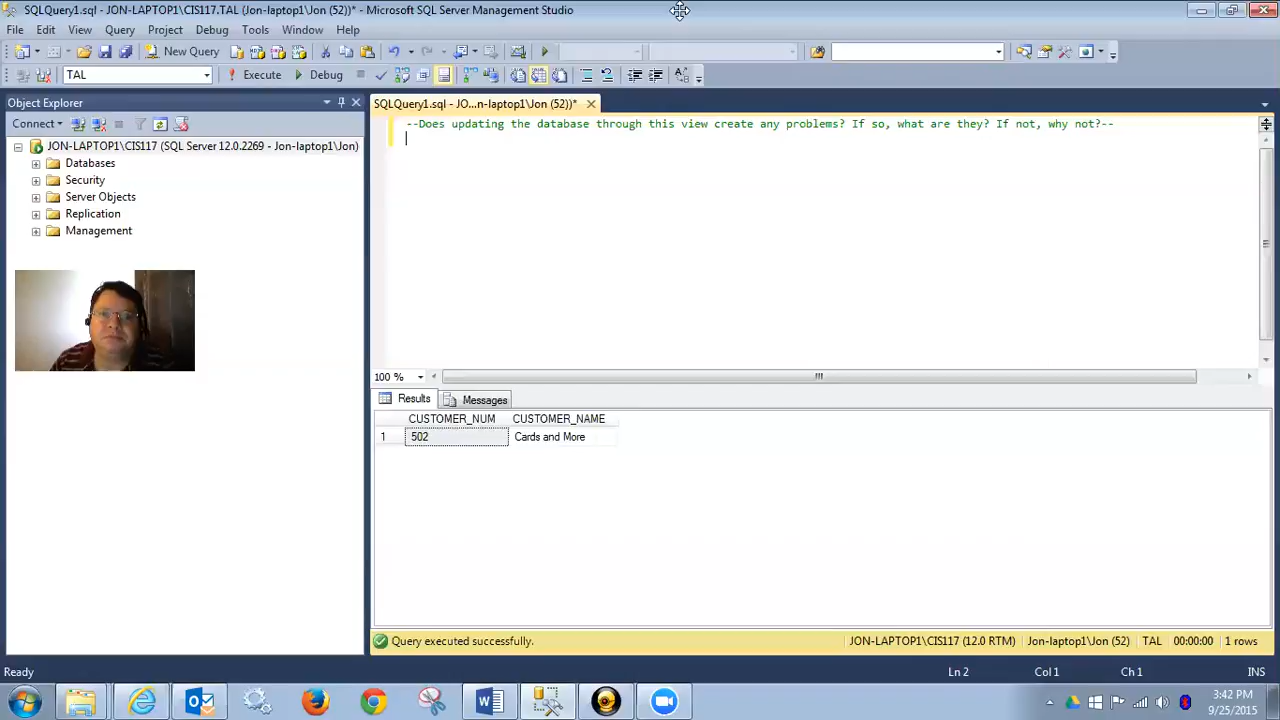 SQLQuery1.sql - JON-LAPTOP1\CIS117.TAL (Jon-laptop1\Jon (52))* - Microsoft SQL Server Management Studio
File Edit View Query Project Debug Tools Window Help
New Query
TAL Execute Debug
Object Explorer
SQLQuery1.sql - JO...n-laptop1\Jon (52))*
Connect
--Does updating the database through this view create any problems? If so, what are they? If not, why not?--
JON-LAPTOP1\CIS117 (SQL Server 12.0.2269 - Jon-laptop1\Jon)
Databases
Security
Server Objects
Replication
Management
100 %
Results Messages
CUSTOMER_NUM CUSTOMER_NAME
1 502 Cards and More
Query executed successfully. JON-LAPTOP1\CIS117 (12.0 RTM) Jon-laptop1\Jon (52) TAL 00:00:00 1 rows
Ready Ln 2 Col 1 Ch 1 INS
3:42 PM
9/25/2015